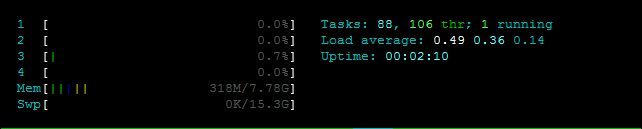 1 [ 0.0%] Tasks: 88, 106 thr; 1 running
2 [ 0.0%] Load average: 0.49 0.36 0.14
3 [| 0.7%] Uptime: 00:02:10
4 [ 0.0%]
Mem[||||| 318M/7.78G]
Swp[ 0K/15.3G]